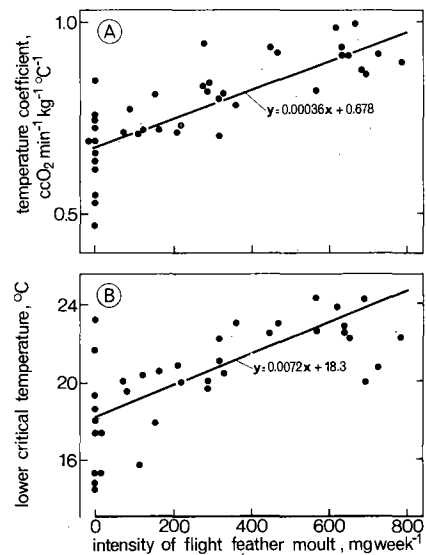 A
1.0
0.5
temperature coefficient,
ccO₂ min⁻¹ kg⁻¹ °C⁻¹
y=0.00036x+0.678
B
24
20
16
lower critical temperature, °C
y=0.0072x+18.3
0 200 400 600 800
intensity of flight feather moult, mg week⁻¹